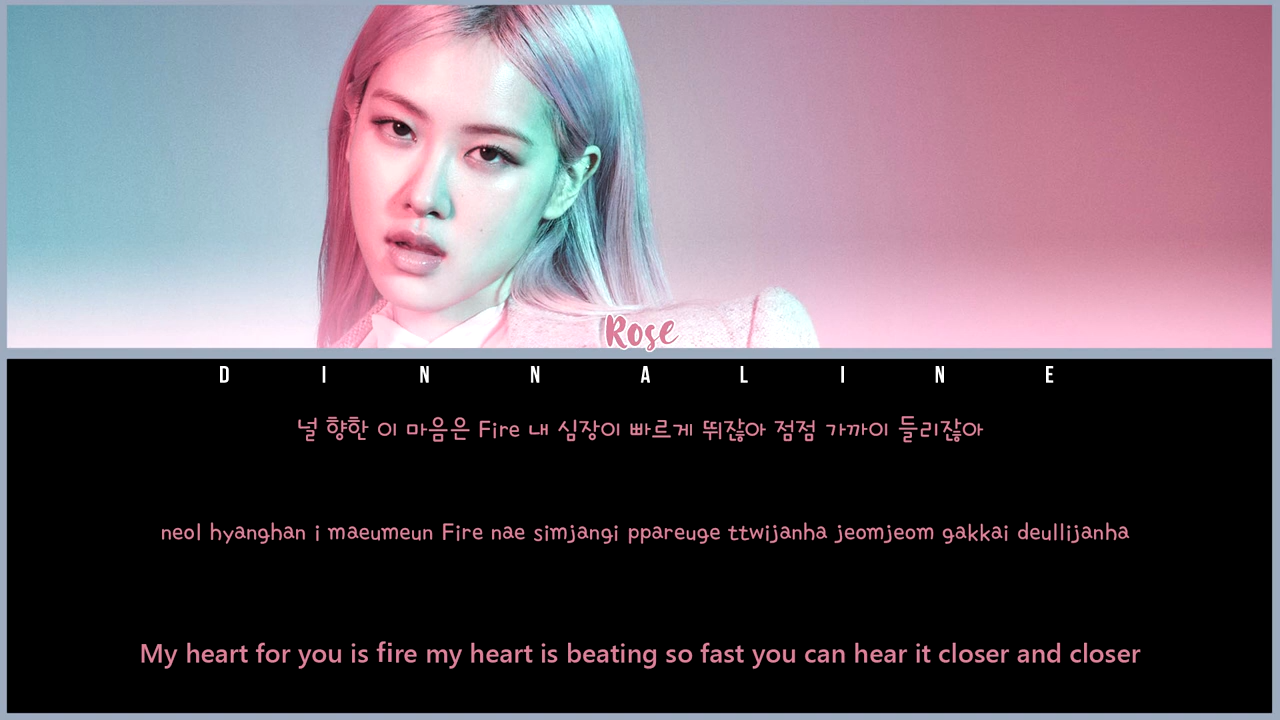 Rose
DINNALINE
널 향한 이 마음은 Fire 내 심장이 빠르게 뛰잖아 점점 가까이 들리잖아
neol hyanghan i maeumeun Fire nae simjangi ppareuge ttwijanha jeomjeom gakkai deullijanha
My heart for you is fire my heart is beating so fast you can hear it closer and closer